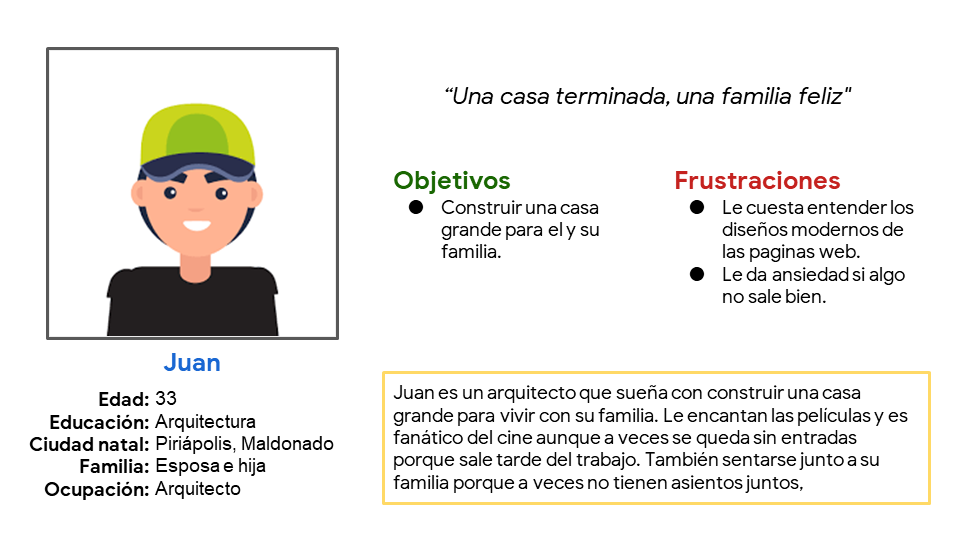 “Una casa terminada, una familia feliz"
Objetivos
● Construir una casa
grande para el y su
familia.
Frustraciones
● Le cuesta entender los
diseños modernos de
las paginas web.
● Le da ansiedad si algo
no sale bien.
Juan
Edad: 33
Educación: Arquitectura
Ciudad natal: Piriápolis, Maldonado
Familia: Esposa e hija
Ocupación: Arquitecto
Juan es un arquitecto que sueña con construir una casa
grande para vivir con su familia. Le encantan las películas y es
fanático del cine aunque a veces se queda sin entradas
porque sale tarde del trabajo. También sentarse junto a su
familia porque a veces no tienen asientos juntos,